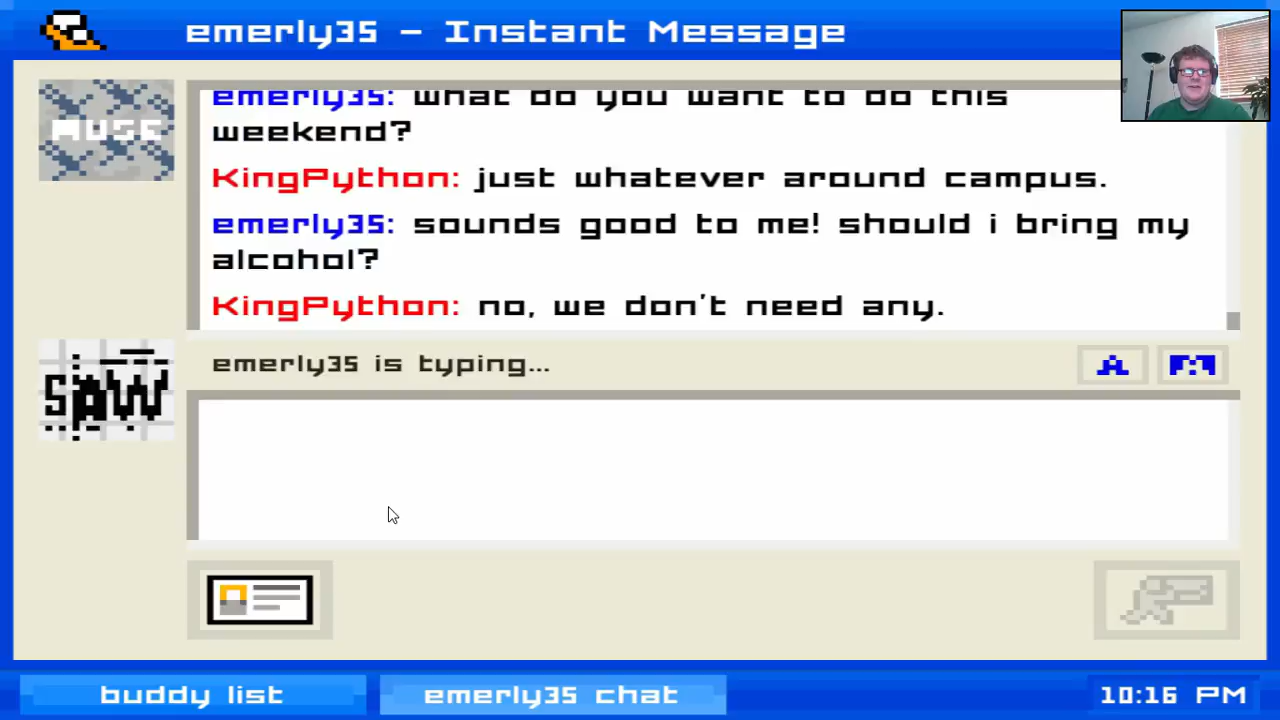 emerly35 - Instant Message
emerly35: what do you want to do this
weekend?
KingPython: just whatever around campus.
emerly35: sounds good to me! should i bring my
alcohol?
KingPython: no, we don't need any.
emerly35 is typing...
MUSE
SAW
A
buddy list
emerly35 chat
10:16 PM